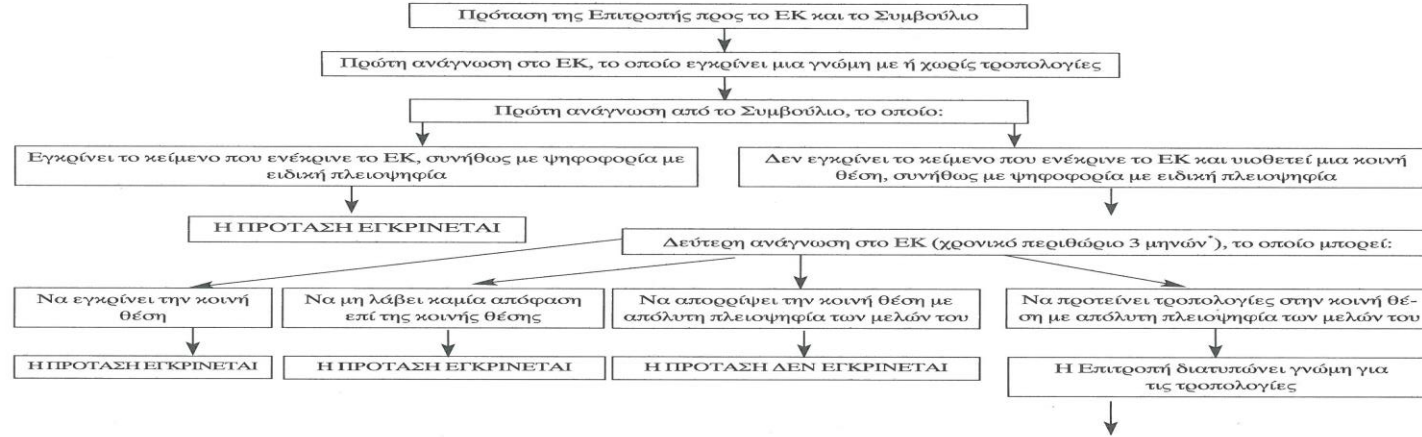 Πρόταση της Επιτροπής προς το ΕΚ και το Συμβούλιο
Πρώτη ανάγνωση στο ΕΚ, το οποίο εγκρίνει μια γνώμη με ή χωρίς τροπολογίες
Πρώτη ανάγνωση από το Συμβούλιο, το οποίο:
Εγκρίνει το κείμενο που ενέκρινε το ΕΚ, συνήθως με ψηφοφορία με
ειδική πλειοψηφία
Δεν εγκρίνει το κείμενο που ενέκρινε το ΕΚ και υιοθετεί μια κοινή
θέση, συνήθως με ψηφοφορία με ειδική πλειοψηφία
Η ΠΡΟΤΑΣΗ ΕΓΚΡΙΝΕΤΑΙ
Δεύτερη ανάγνωση στο ΕΚ (χρονικό περιθώριο 3 μηνών*), το οποίο μπορεί:
Να εγκρίνει την κοινή
θέση
Να μη λάβει καμία απόφαση
επί της κοινής θέσης
Να απορρίψει την κοινή θέση με
απόλυτη πλειοψηφία των μελών του
Να προτείνει τροπολογίες στην κοινή θέ-
ση με απόλυτη πλειοψηφία των μελών του
Η ΠΡΟΤΑΣΗ ΕΓΚΡΙΝΕΤΑΙ
Η ΠΡΟΤΑΣΗ ΕΓΚΡΙΝΕΤΑΙ
Η ΠΡΟΤΑΣΗ ΔΕΝ ΕΓΚΡΙΝΕΤΑΙ
Η Επιτροπή διατυπώνει γνώμη για
τις τροπολογίες